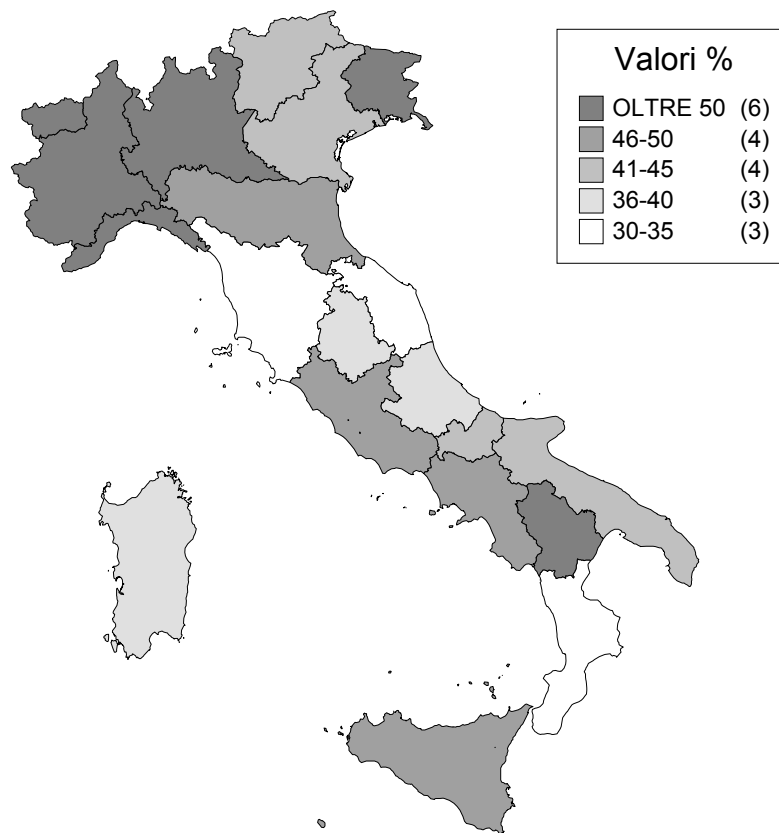 Valori %
OLTRE 50 (6)
46-50 (4)
41-45 (4)
36-40 (3)
30-35 (3)